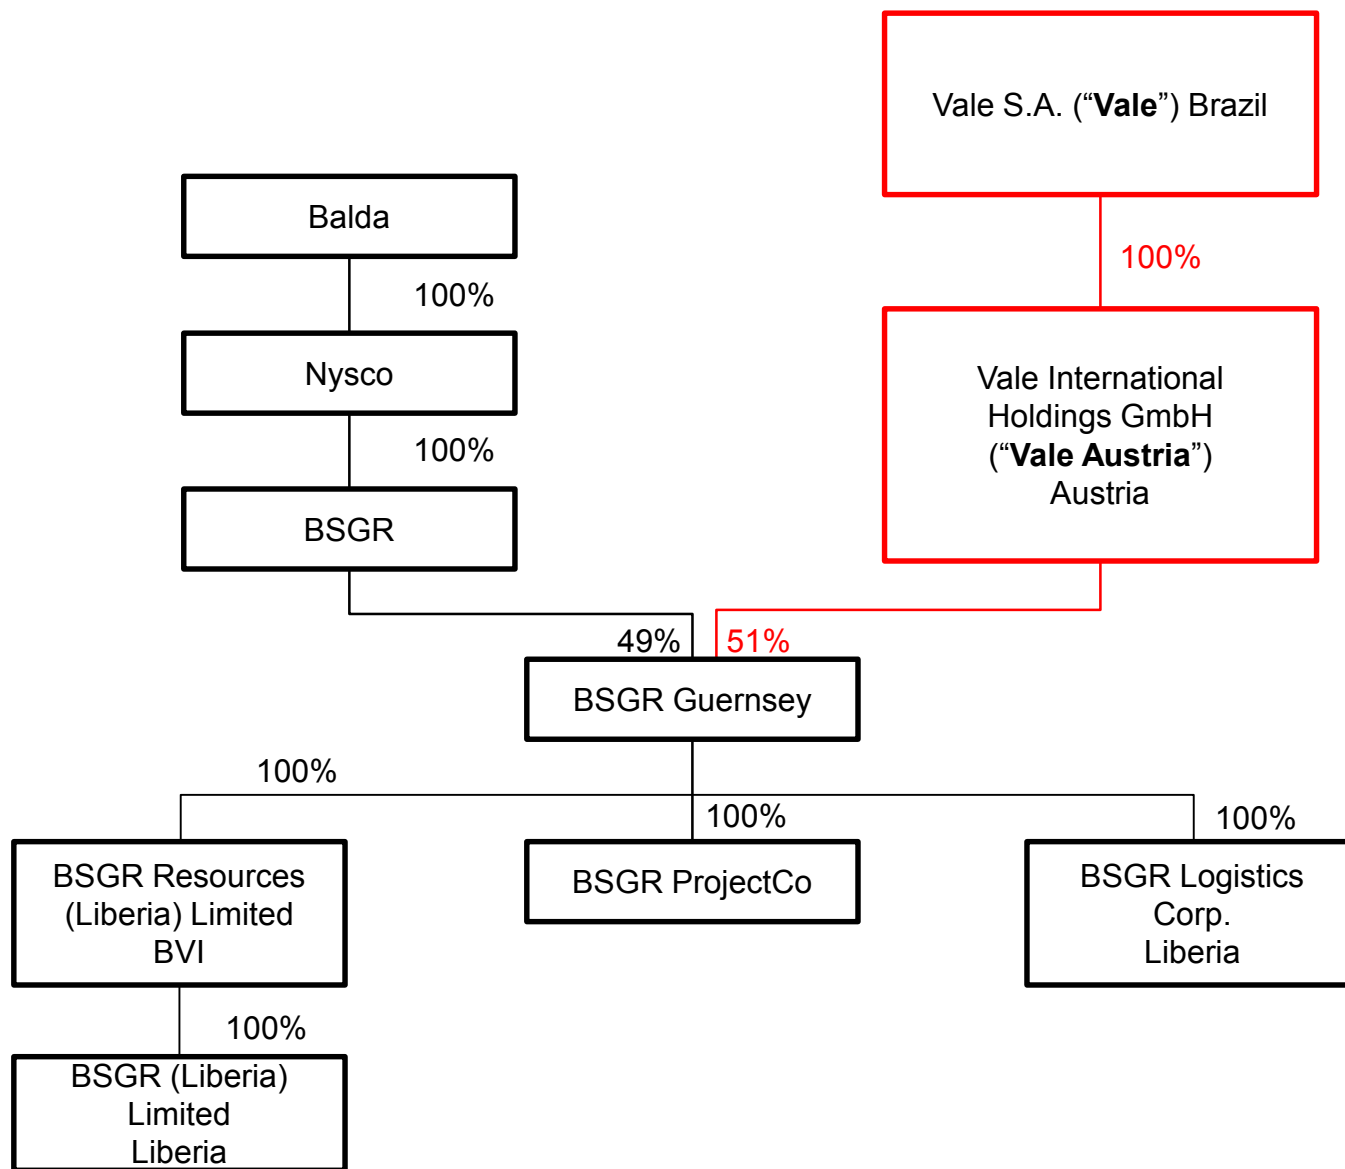 Vale S.A. (“Vale”) Brazil
Balda
100%
100%
Nysco
Vale International
Holdings GmbH
(“Vale Austria”)
Austria
100%
BSGR
49%
51%
BSGR Guernsey
100%
100%
100%
BSGR Resources
(Liberia) Limited
BVI
BSGR ProjectCo
BSGR Logistics
Corp.
Liberia
100%
BSGR (Liberia)
Limited
Liberia